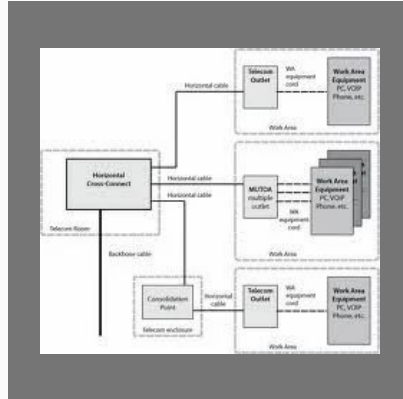 Telecom
Outlet
WA
equipment
cord
Work Area
Equipment
PC, VOIP
Phone, etc.
Horizontal cable
Work Area
Horizontal
Cross-Connect
Horizontal cable
Horizontal cable
MUTOA
multiple
outlet
Work Area
Equipment
PC, VOIP
Phone, etc.
WA
equipment
cord
Telecom Room
Work Area
Backbone cable
Consolidation
Point
Horizontal
cable
Telecom
Outlet
WA
equipment
cord
Work Area
Equipment
PC, VOIP
Phone, etc.
Telecom enclosure
Work Area